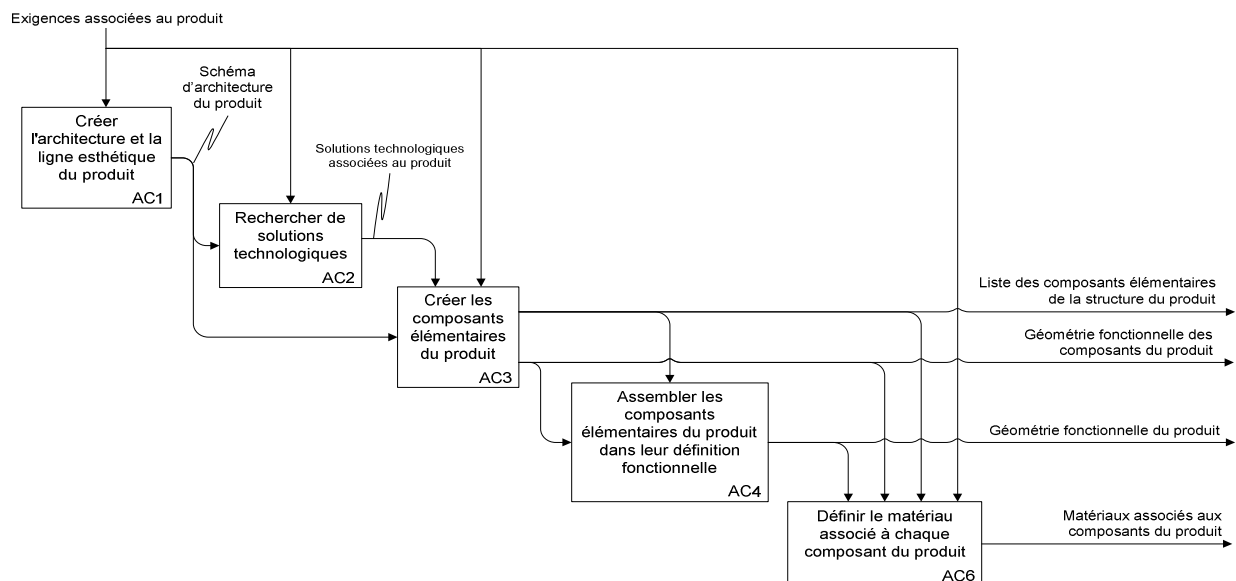 Exigences associées au produit
Schéma
d'architecture
du produit
Créer
l'architecture et la
ligne esthétique
du produit
AC1
Solutions technologiques
associées au produit
Rechercher de
solutions
technologiques
AC2
Liste des composants élémentaires
de la structure du produit
Créer les
composants
élémentaires
du produit
AC3
Géométrie fonctionnelle des
composants du produit
Assembler les
composants
élémentaires du produit
dans leur définition
fonctionnelle
AC4
Géométrie fonctionnelle du produit
Définir le matériau
associé à chaque
composant du produit
AC6
Matériaux associés aux
composants du produit